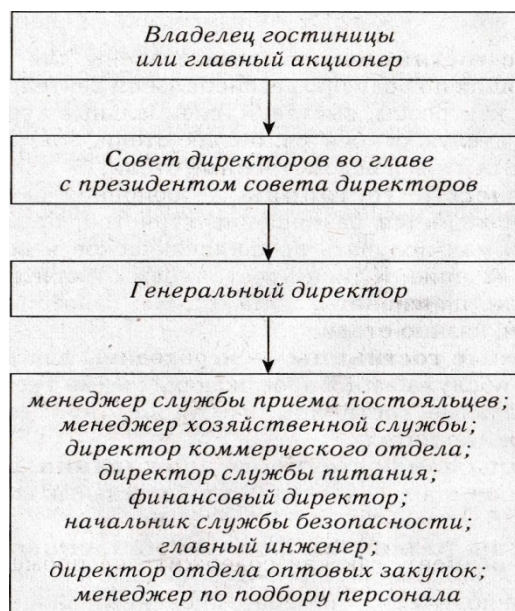 Владелец гостиницы
или главный акционер
Совет директоров во главе
с президентом совета директоров
Генеральный директор
менеджер службы приема постояльцев;
менеджер хозяйственной службы;
директор коммерческого отдела;
директор службы питания;
финансовый директор;
начальник службы безопасности;
главный инженер;
директор отдела оптовых закупок;
менеджер по подбору персонала